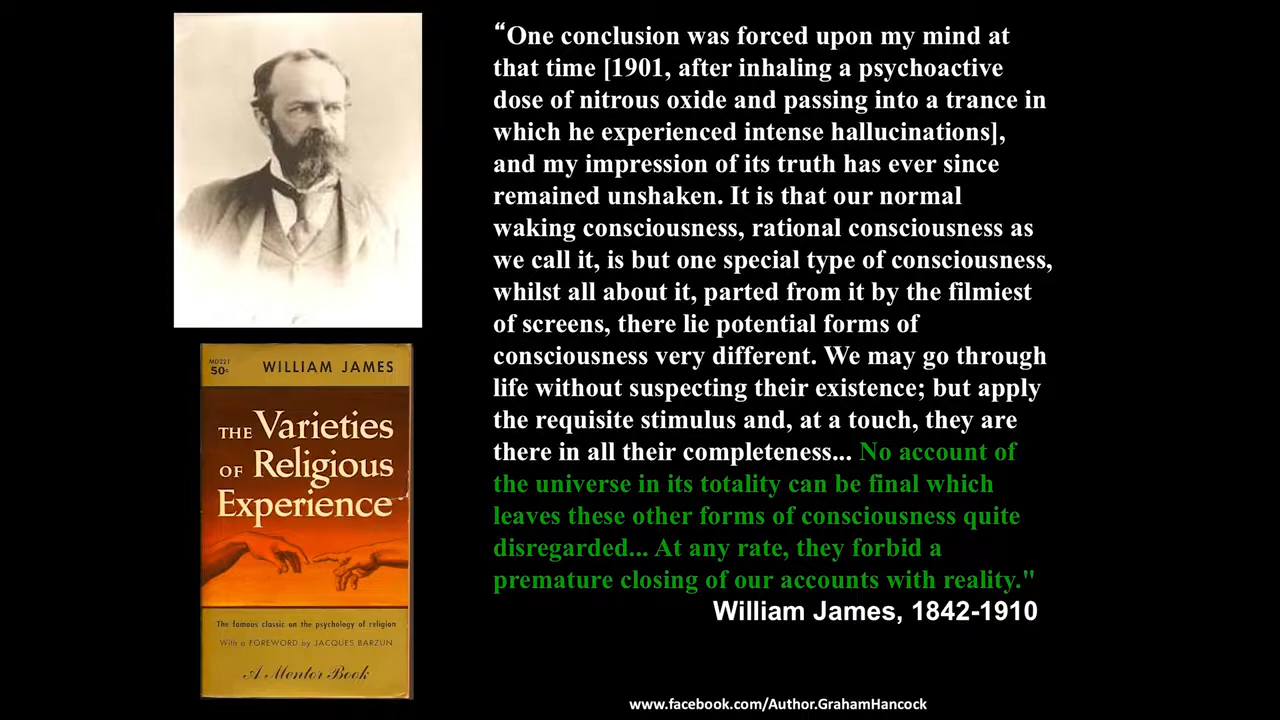 “One conclusion was forced upon my mind at
that time [1901, after inhaling a psychoactive
dose of nitrous oxide and passing into a trance in
which he experienced intense hallucinations],
and my impression of its truth has ever since
remained unshaken. It is that our normal
waking consciousness, rational consciousness as
we call it, is but one special type of consciousness,
whilst all about it, parted from it by the filmiest
of screens, there lie potential forms of
consciousness very different. We may go through
life without suspecting their existence; but apply
the requisite stimulus and, at a touch, they are
there in all their completeness... No account of
the universe in its totality can be final which
leaves these other forms of consciousness quite
disregarded... At any rate, they forbid a
premature closing of our accounts with reality."
William James, 1842-1910
MD221
50¢
WILLIAM JAMES
THE Varieties
OF Religious
Experience
The famous classic on the psychology of religion
With a FOREWORD by JACQUES BARZUN
A Mentor Book
www.facebook.com/Author.GrahamHancock